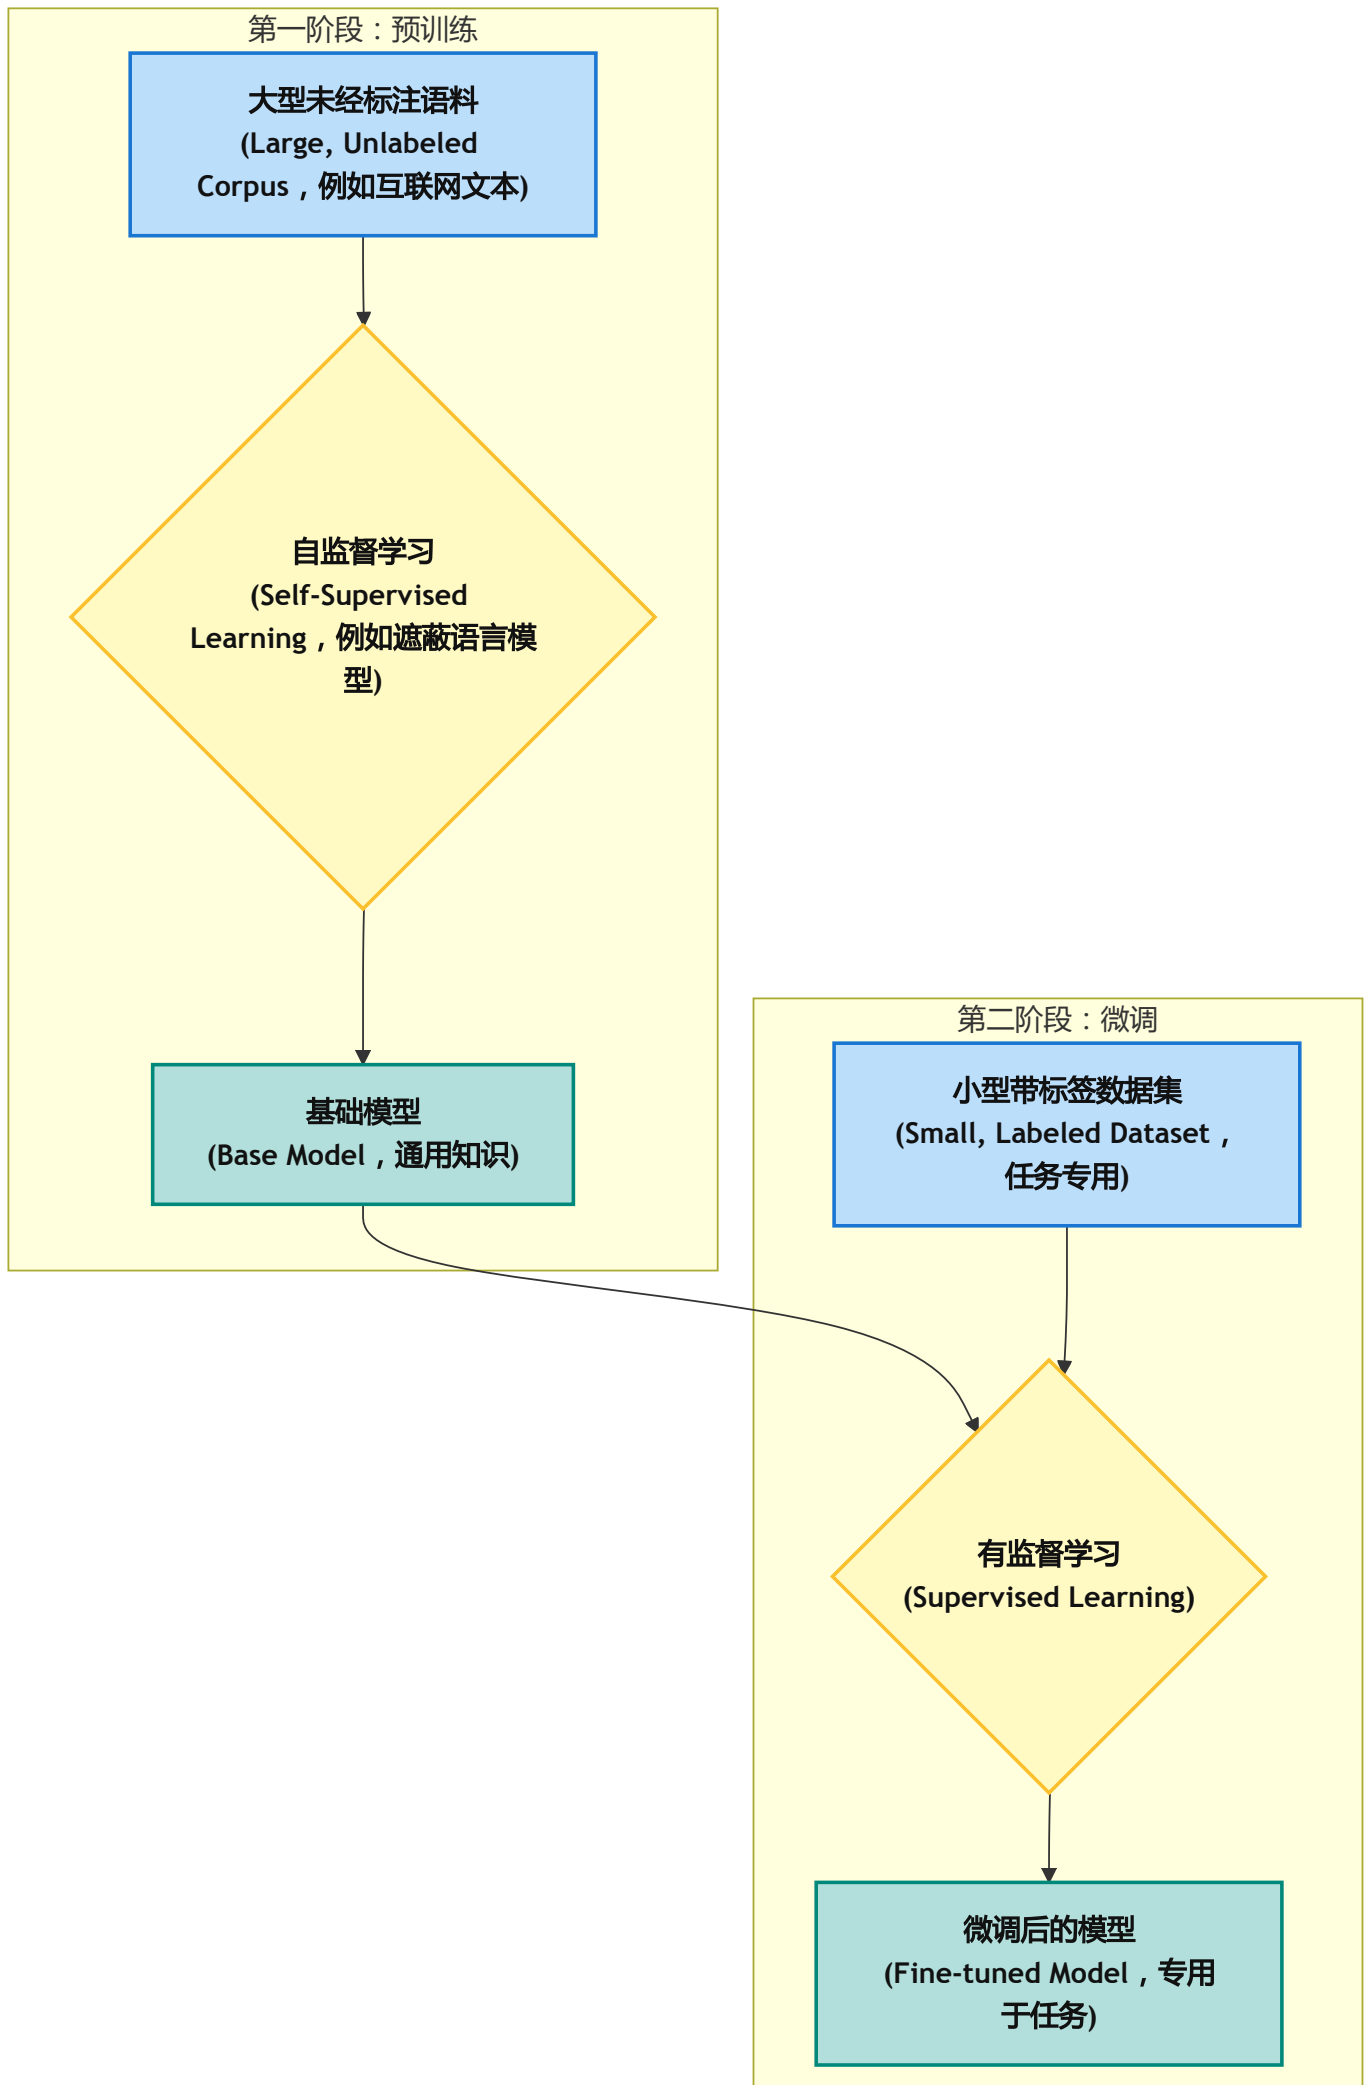 第一阶段：预训练
大型未经标注语料
(Large, Unlabeled
Corpus，例如互联网文本)
自监督学习
(Self-Supervised
Learning，例如遮蔽语言模
型)
基础模型
(Base Model，通用知识)
第二阶段：微调
小型带标签数据集
(Small, Labeled Dataset，
任务专用)
有监督学习
(Supervised Learning)
微调后的模型
(Fine-tuned Model，专用
于任务)